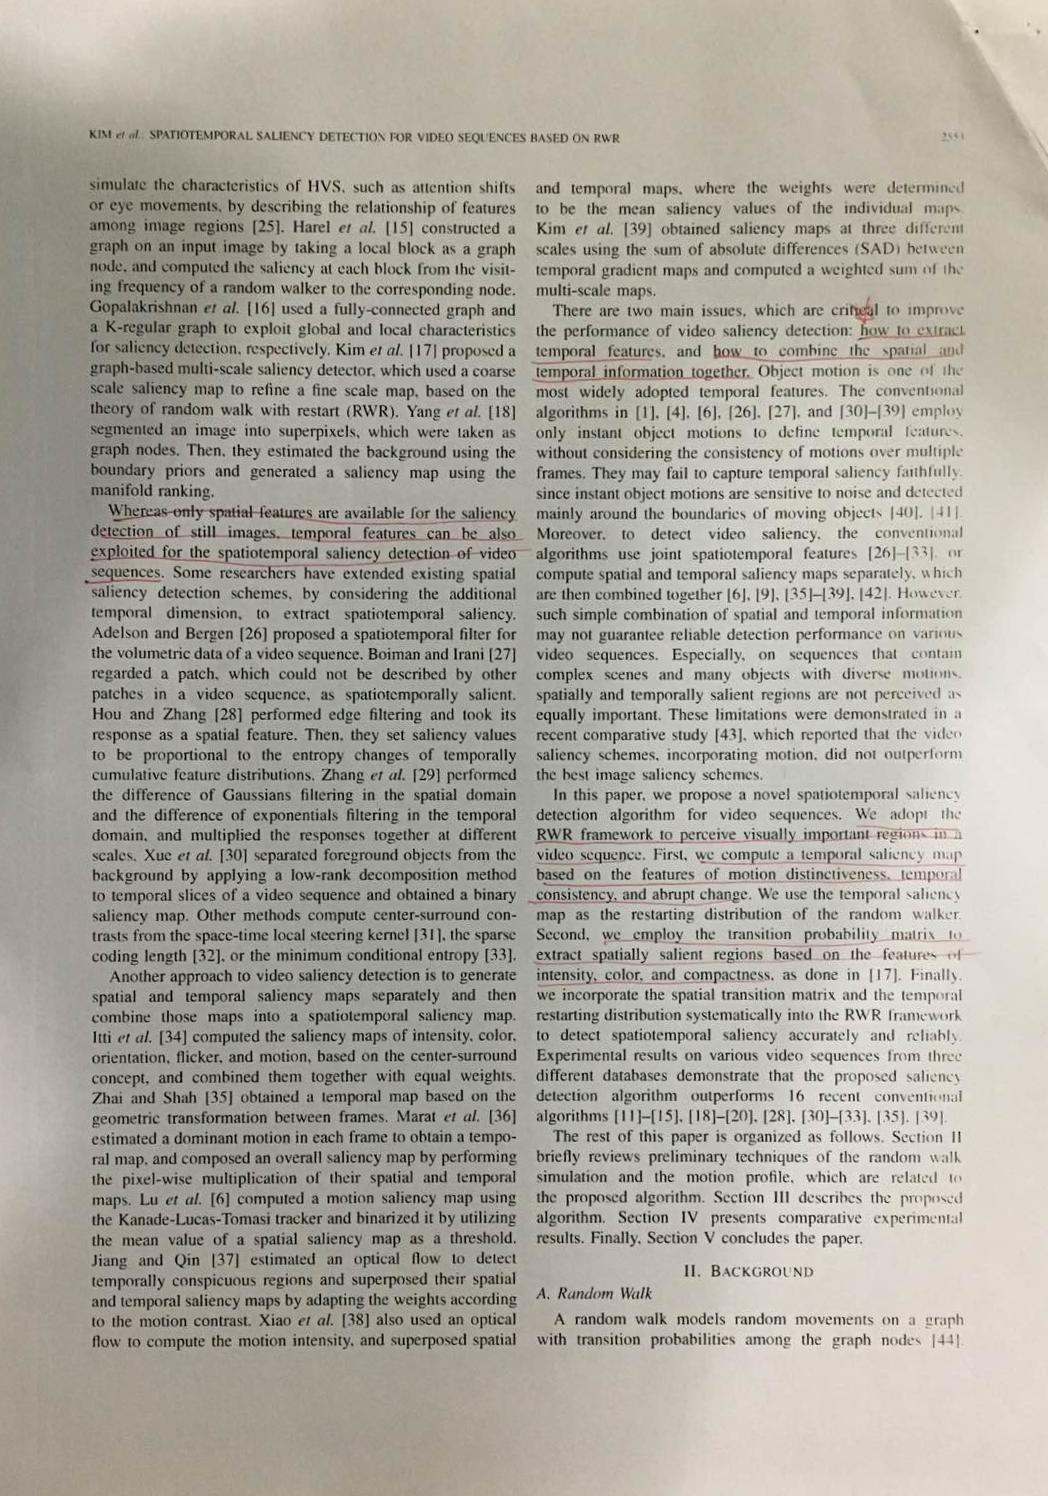 KIM et al.: SPATIOTEMPORAL SALIENCY DETECTION FOR VIDEO SEQUENCES BASED ON RWR
2551
simulate the characteristics of HVS, such as attention shifts
or eye movements, by describing the relationship of features
among image regions [25]. Harel et al. [15] constructed a
graph on an input image by taking a local block as a graph
node, and computed the saliency at each block from the visit-
ing frequency of a random walker to the corresponding node.
Gopalakrishnan et al. [16] used a fully-connected graph and
a K-regular graph to exploit global and local characteristics
for saliency detection, respectively. Kim et al. [17] proposed a
graph-based multi-scale saliency detector, which used a coarse
scale saliency map to refine a fine scale map, based on the
theory of random walk with restart (RWR). Yang et al. [18]
segmented an image into superpixels, which were taken as
graph nodes. Then, they estimated the background using the
boundary priors and generated a saliency map using the
manifold ranking.
Whereas only spatial features are available for the saliency
detection of still images, temporal features can be also
exploited for the spatiotemporal saliency detection of video
sequences. Some researchers have extended existing spatial
saliency detection schemes, by considering the additional
temporal dimension, to extract spatiotemporal saliency.
Adelson and Bergen [26] proposed a spatiotemporal filter for
the volumetric data of a video sequence. Boiman and Irani [27]
regarded a patch, which could not be described by other
patches in a video sequence, as spatiotemporally salient.
Hou and Zhang [28] performed edge filtering and took its
response as a spatial feature. Then, they set saliency values
to be proportional to the entropy changes of temporally
cumulative feature distributions. Zhang et al. [29] performed
the difference of Gaussians filtering in the spatial domain
and the difference of exponentials filtering in the temporal
domain, and multiplied the responses together at different
scales. Xue et al. [30] separated foreground objects from the
background by applying a low-rank decomposition method
to temporal slices of a video sequence and obtained a binary
saliency map. Other methods compute center-surround con-
trasts from the space-time local steering kernel [31], the sparse
coding length [32], or the minimum conditional entropy [33].
Another approach to video saliency detection is to generate
spatial and temporal saliency maps separately and then
combine those maps into a spatiotemporal saliency map.
Itti et al. [34] computed the saliency maps of intensity, color,
orientation, flicker, and motion, based on the center-surround
concept, and combined them together with equal weights.
Zhai and Shah [35] obtained a temporal map based on the
geometric transformation between frames. Marat et al. [36]
estimated a dominant motion in each frame to obtain a tempo-
ral map, and composed an overall saliency map by performing
the pixel-wise multiplication of their spatial and temporal
maps. Lu et al. [6] computed a motion saliency map using
the Kanade-Lucas-Tomasi tracker and binarized it by utilizing
the mean value of a spatial saliency map as a threshold.
Jiang and Qin [37] estimated an optical flow to detect
temporally conspicuous regions and superposed their spatial
and temporal saliency maps by adapting the weights according
to the motion contrast. Xiao et al. [38] also used an optical
flow to compute the motion intensity, and superposed spatial
and temporal maps, where the weights were determined
to be the mean saliency values of the individual maps.
Kim et al. [39] obtained saliency maps at three different
scales using the sum of absolute differences (SAD) between
temporal gradient maps and computed a weighted sum of the
multi-scale maps.
There are two main issues, which are critical to improve
the performance of video saliency detection: how to extract
temporal features, and how to combine the spatial and
temporal information together. Object motion is one of the
most widely adopted temporal features. The conventional
algorithms in [1], [4], [6], [26], [27], and [30]–[39] employ
only instant object motions to define temporal features,
without considering the consistency of motions over multiple
frames. They may fail to capture temporal saliency faithfully,
since instant object motions are sensitive to noise and detected
mainly around the boundaries of moving objects [40], [41].
Moreover, to detect video saliency, the conventional
algorithms use joint spatiotemporal features [26]–[33], or
compute spatial and temporal saliency maps separately, which
are then combined together [6], [9], [35]–[39], [42]. However,
such simple combination of spatial and temporal information
may not guarantee reliable detection performance on various
video sequences. Especially, on sequences that contain
complex scenes and many objects with diverse motions,
spatially and temporally salient regions are not perceived as
equally important. These limitations were demonstrated in a
recent comparative study [43], which reported that the video
saliency schemes, incorporating motion, did not outperform
the best image saliency schemes.
In this paper, we propose a novel spatiotemporal saliency
detection algorithm for video sequences. We adopt the
RWR framework to perceive visually important regions in a
video sequence. First, we compute a temporal saliency map
based on the features of motion distinctiveness, temporal
consistency, and abrupt change. We use the temporal saliency
map as the restarting distribution of the random walker.
Second, we employ the transition probability matrix to
extract spatially salient regions based on the features of
intensity, color, and compactness, as done in [17]. Finally,
we incorporate the spatial transition matrix and the temporal
restarting distribution systematically into the RWR framework
to detect spatiotemporal saliency accurately and reliably.
Experimental results on various video sequences from three
different databases demonstrate that the proposed saliency
detection algorithm outperforms 16 recent conventional
algorithms [11]–[15], [18]–[20], [28], [30]–[33], [35], [39].
The rest of this paper is organized as follows. Section II
briefly reviews preliminary techniques of the random walk
simulation and the motion profile, which are related to
the proposed algorithm. Section III describes the proposed
algorithm. Section IV presents comparative experimental
results. Finally, Section V concludes the paper.
II. BACKGROUND
A. Random Walk
A random walk models random movements on a graph
with transition probabilities among the graph nodes [44].